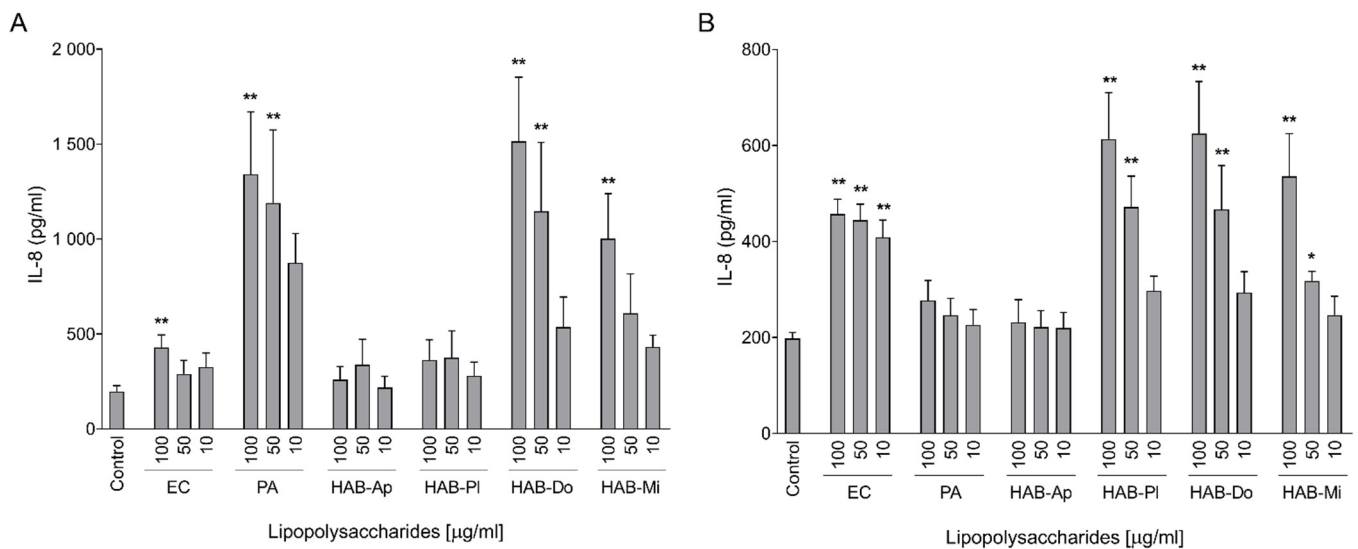 A
IL-8 (pg/ml)
2 000
1 500
1 000
500
0
** ** ** ** ** **
Control 100 50 10 100 50 10 100 50 10 100 50 10 100 50 10 100 50 10
EC PA HAB-Ap HAB-Pl HAB-Do HAB-Mi
Lipopolysaccharides [µg/ml]
B
IL-8 (pg/ml)
800
600
400
200
0
** ** ** ** ** ** ** ** *
Control 100 50 10 100 50 10 100 50 10 100 50 10 100 50 10 100 50 10
EC PA HAB-Ap HAB-Pl HAB-Do HAB-Mi
Lipopolysaccharides [µg/ml]